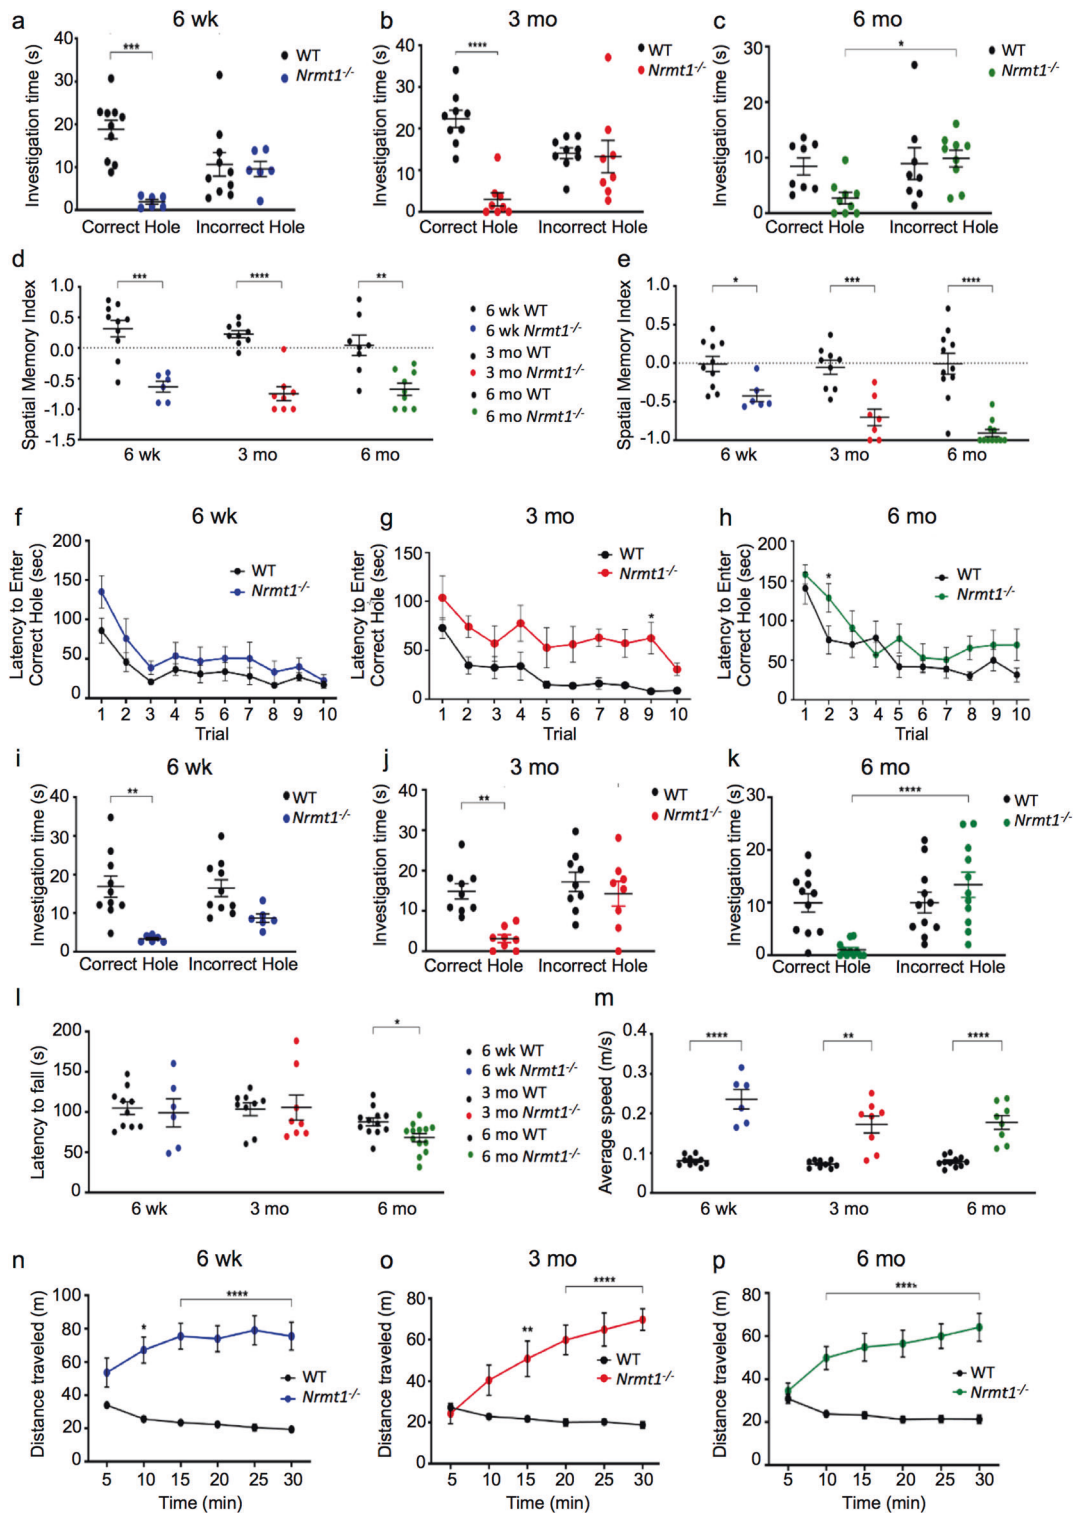 a 6 wk
Investigation time (s)
40
30
20
10
0
***
WT
Nrmt1-/-
Correct Hole Incorrect Hole
b 3 mo
Investigation time (s)
40
30
20
10
0
****
WT
Nrmt1-/-
Correct Hole Incorrect Hole
c 6 mo
Investigation time (s)
30
20
10
0
*
WT
Nrmt1-/-
Correct Hole Incorrect Hole
d
Spatial Memory Index
1.0
0.5
0.0
-0.5
-1.0
-1.5
*** **** **
6 wk 3 mo 6 mo
6 wk WT
6 wk Nrmt1-/-
3 mo WT
3 mo Nrmt1-/-
6 mo WT
6 mo Nrmt1-/-
e
Spatial Memory Index
1.0
0.5
0.0
-0.5
-1.0
* *** ****
6 wk 3 mo 6 mo
f 6 wk
Latency to Enter
Correct Hole (sec)
200
150
100
50
0
WT
Nrmt1-/-
1 2 3 4 5 6 7 8 9 10
Trial
g 3 mo
Latency to Enter
Correct Hole (sec)
150
100
50
0
WT
Nrmt1-/-
*
1 2 3 4 5 6 7 8 9 10
Trial
h 6 mo
Latency to Enter
Correct Hole (sec)
200
150
100
50
0
*
WT
Nrmt1-/-
1 2 3 4 5 6 7 8 9 10
Trial
i 6 wk
Investigation time (s)
40
30
20
10
0
**
WT
Nrmt1-/-
Correct Hole Incorrect Hole
j 3 mo
Investigation time (s)
40
30
20
10
0
**
WT
Nrmt1-/-
Correct Hole Incorrect Hole
k 6 mo
Investigation time (s)
30
20
10
0
****
WT
Nrmt1-/-
Correct Hole Incorrect Hole
l
Latency to fall (s)
200
150
100
50
0
*
6 wk 3 mo 6 mo
6 wk WT
6 wk Nrmt1-/-
3 mo WT
3 mo Nrmt1-/-
6 mo WT
6 mo Nrmt1-/-
m
Average speed (m/s)
0.4
0.3
0.2
0.1
0
**** ** ****
6 wk 3 mo 6 mo
n 6 wk
Distance traveled (m)
100
80
60
40
20
0
* ****
WT
Nrmt1-/-
5 10 15 20 25 30
Time (min)
o 3 mo
Distance traveled (m)
80
60
40
20
0
** ****
WT
Nrmt1-/-
5 10 15 20 25 30
Time (min)
p 6 mo
Distance traveled (m)
80
60
40
20
0
****
WT
Nrmt1-/-
5 10 15 20 25 30
Time (min)